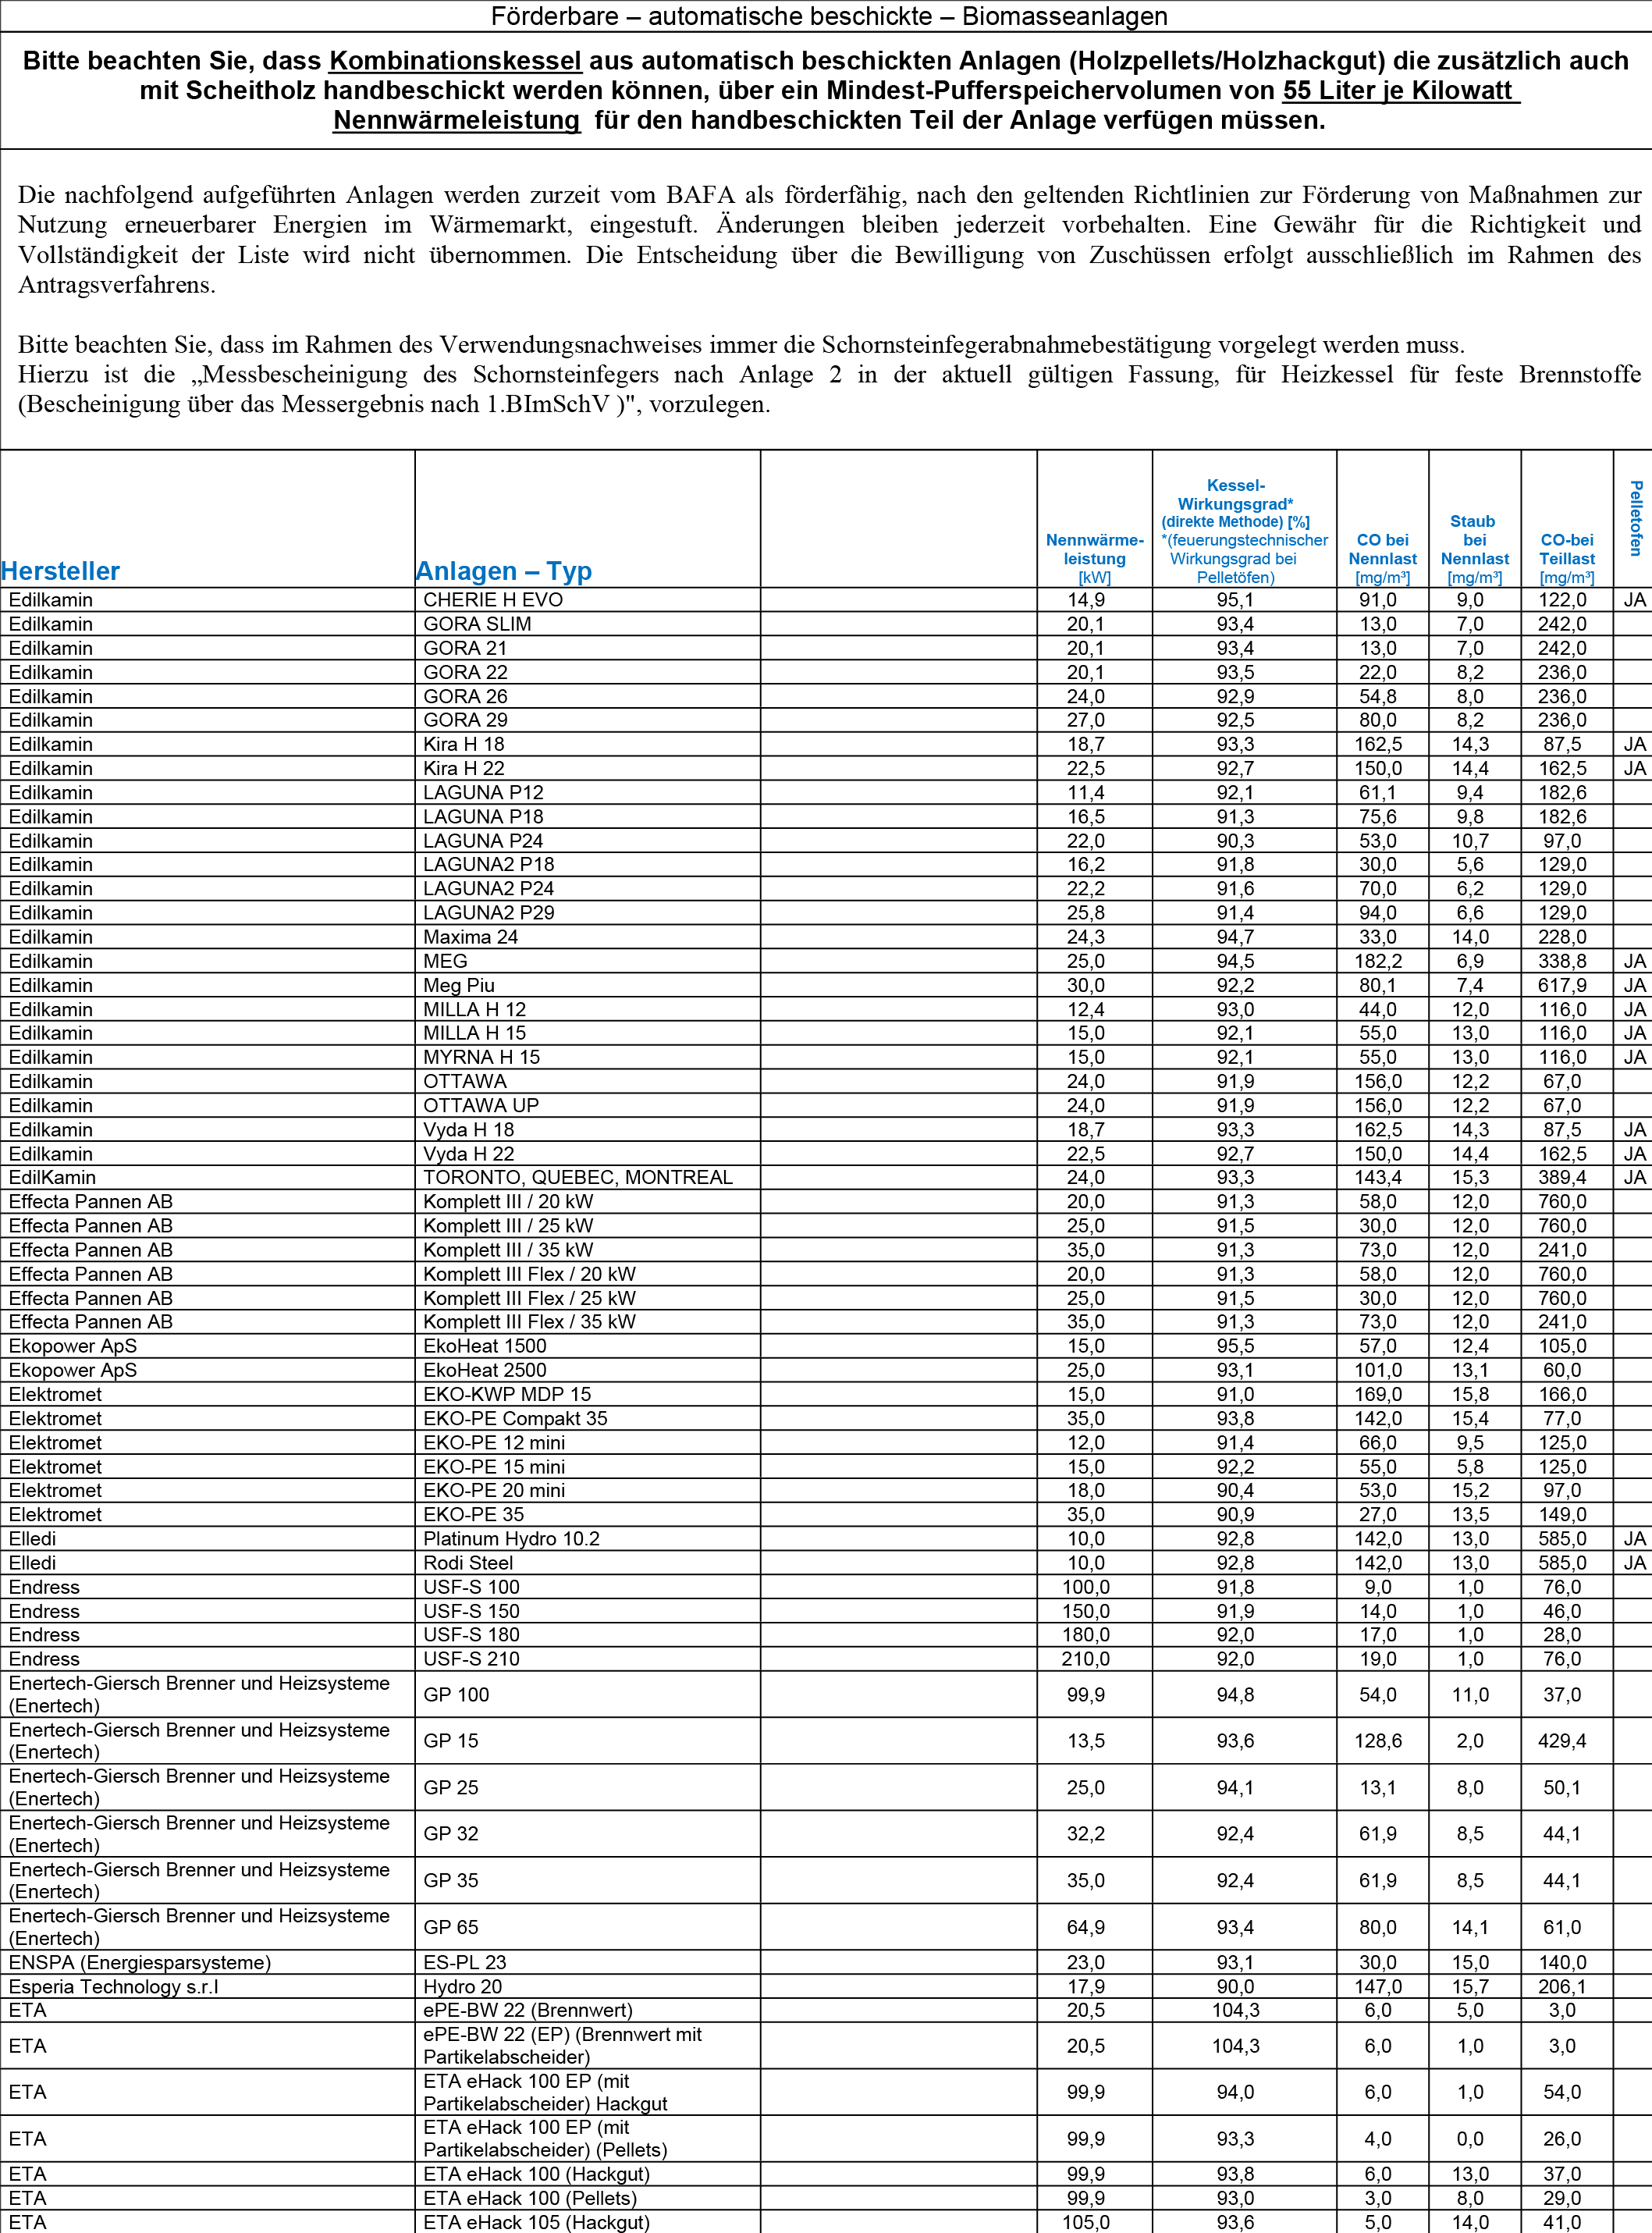 Förderbare – automatische beschickte – Biomasseanlagen
Bitte beachten Sie, dass Kombinationskessel aus automatisch beschickten Anlagen (Holzpellets/Holzhackgut) die zusätzlich auch
mit Scheitholz handbeschickt werden können, über ein Mindest-Pufferspeichervolumen von 55 Liter je Kilowatt
Nennwärmeleistung für den handbeschickten Teil der Anlage verfügen müssen.
Die nachfolgend aufgeführten Anlagen werden zurzeit vom BAFA als förderfähig, nach den geltenden Richtlinien zur Förderung von Maßnahmen zur
Nutzung erneuerbarer Energien im Wärmemarkt, eingestuft. Änderungen bleiben jederzeit vorbehalten. Eine Gewähr für die Richtigkeit und
Vollständigkeit der Liste wird nicht übernommen. Die Entscheidung über die Bewilligung von Zuschüssen erfolgt ausschließlich im Rahmen des
Antragsverfahrens.
Bitte beachten Sie, dass im Rahmen des Verwendungsnachweises immer die Schornsteinfegerabnahmebestätigung vorgelegt werden muss.
Hierzu ist die „Messbescheinigung des Schornsteinfegers nach Anlage 2 in der aktuell gültigen Fassung, für Heizkessel für feste Brennstoffe
(Bescheinigung über das Messergebnis nach 1.BImSchV )", vorzulegen.
Hersteller
Anlagen – Typ
Nennwärme-
leistung
[kW]
Kessel-
Wirkungsgrad*
(direkte Methode) [%]
*(feuerungstechnischer
Wirkungsgrad bei
Pelletöfen)
CO bei
Nennlast
[mg/m³]
Staub
bei
Nennlast
[mg/m³]
CO-bei
Teillast
[mg/m³]
Pelletofen
Edilkamin CHERIE H EVO 14,9 95,1 91,0 9,0 122,0 JA
Edilkamin GORA SLIM 20,1 93,4 13,0 7,0 242,0
Edilkamin GORA 21 20,1 93,4 13,0 7,0 242,0
Edilkamin GORA 22 20,1 93,5 22,0 8,2 236,0
Edilkamin GORA 26 24,0 92,9 54,8 8,0 236,0
Edilkamin GORA 29 27,0 92,5 80,0 8,2 236,0
Edilkamin Kira H 18 18,7 93,3 162,5 14,3 87,5 JA
Edilkamin Kira H 22 22,5 92,7 150,0 14,4 162,5 JA
Edilkamin LAGUNA P12 11,4 92,1 61,1 9,4 182,6
Edilkamin LAGUNA P18 16,5 91,3 75,6 9,8 182,6
Edilkamin LAGUNA P24 22,0 90,3 53,0 10,7 97,0
Edilkamin LAGUNA2 P18 16,2 91,8 30,0 5,6 129,0
Edilkamin LAGUNA2 P24 22,2 91,6 70,0 6,2 129,0
Edilkamin LAGUNA2 P29 25,8 91,4 94,0 6,6 129,0
Edilkamin Maxima 24 24,3 94,7 33,0 14,0 228,0
Edilkamin MEG 25,0 94,5 182,2 6,9 338,8 JA
Edilkamin Meg Piu 30,0 92,2 80,1 7,4 617,9 JA
Edilkamin MILLA H 12 12,4 93,0 44,0 12,0 116,0 JA
Edilkamin MILLA H 15 15,0 92,1 55,0 13,0 116,0 JA
Edilkamin MYRNA H 15 15,0 92,1 55,0 13,0 116,0 JA
Edilkamin OTTAWA 24,0 91,9 156,0 12,2 67,0
Edilkamin OTTAWA UP 24,0 91,9 156,0 12,2 67,0
Edilkamin Vyda H 18 18,7 93,3 162,5 14,3 87,5 JA
Edilkamin Vyda H 22 22,5 92,7 150,0 14,4 162,5 JA
EdilKamin TORONTO, QUEBEC, MONTREAL 24,0 93,3 143,4 15,3 389,4 JA
Effecta Pannen AB Komplett III / 20 kW 20,0 91,3 58,0 12,0 760,0
Effecta Pannen AB Komplett III / 25 kW 25,0 91,5 30,0 12,0 760,0
Effecta Pannen AB Komplett III / 35 kW 35,0 91,3 73,0 12,0 241,0
Effecta Pannen AB Komplett III Flex / 20 kW 20,0 91,3 58,0 12,0 760,0
Effecta Pannen AB Komplett III Flex / 25 kW 25,0 91,5 30,0 12,0 760,0
Effecta Pannen AB Komplett III Flex / 35 kW 35,0 91,3 73,0 12,0 241,0
Ekopower ApS EkoHeat 1500 15,0 95,5 57,0 12,4 105,0
Ekopower ApS EkoHeat 2500 25,0 93,1 101,0 13,1 60,0
Elektromet EKO-KWP MDP 15 15,0 91,0 169,0 15,8 166,0
Elektromet EKO-PE Compakt 35 35,0 93,8 142,0 15,4 77,0
Elektromet EKO-PE 12 mini 12,0 91,4 66,0 9,5 125,0
Elektromet EKO-PE 15 mini 15,0 92,2 55,0 5,8 125,0
Elektromet EKO-PE 20 mini 18,0 90,4 53,0 15,2 97,0
Elektromet EKO-PE 35 35,0 90,9 27,0 13,5 149,0
Elledi Platinum Hydro 10.2 10,0 92,8 142,0 13,0 585,0 JA
Elledi Rodi Steel 10,0 92,8 142,0 13,0 585,0 JA
Endress USF-S 100 100,0 91,8 9,0 1,0 76,0
Endress USF-S 150 150,0 91,9 14,0 1,0 46,0
Endress USF-S 180 180,0 92,0 17,0 1,0 28,0
Endress USF-S 210 210,0 92,0 19,0 1,0 76,0
Enertech-Giersch Brenner und Heizsysteme
(Enertech) GP 100 99,9 94,8 54,0 11,0 37,0
Enertech-Giersch Brenner und Heizsysteme
(Enertech) GP 15 13,5 93,6 128,6 2,0 429,4
Enertech-Giersch Brenner und Heizsysteme
(Enertech) GP 25 25,0 94,1 13,1 8,0 50,1
Enertech-Giersch Brenner und Heizsysteme
(Enertech) GP 32 32,2 92,4 61,9 8,5 44,1
Enertech-Giersch Brenner und Heizsysteme
(Enertech) GP 35 35,0 92,4 61,9 8,5 44,1
Enertech-Giersch Brenner und Heizsysteme
(Enertech) GP 65 64,9 93,4 80,0 14,1 61,0
ENSPA (Energiesparsysteme) ES-PL 23 23,0 93,1 30,0 15,0 140,0
Esperia Technology s.r.l Hydro 20 17,9 90,0 147,0 15,7 206,1
ETA ePE-BW 22 (Brennwert) 20,5 104,3 6,0 5,0 3,0
ETA ePE-BW 22 (EP) (Brennwert mit
Partikelabscheider) 20,5 104,3 6,0 1,0 3,0
ETA ETA eHack 100 EP (mit
Partikelabscheider) Hackgut 99,9 94,0 6,0 1,0 54,0
ETA ETA eHack 100 EP (mit
Partikelabscheider) (Pellets) 99,9 93,3 4,0 0,0 26,0
ETA ETA eHack 100 (Hackgut) 99,9 93,8 6,0 13,0 37,0
ETA ETA eHack 100 (Pellets) 99,9 93,0 3,0 8,0 29,0
ETA ETA eHack 105 (Hackgut) 105,0 93,6 5,0 14,0 41,0